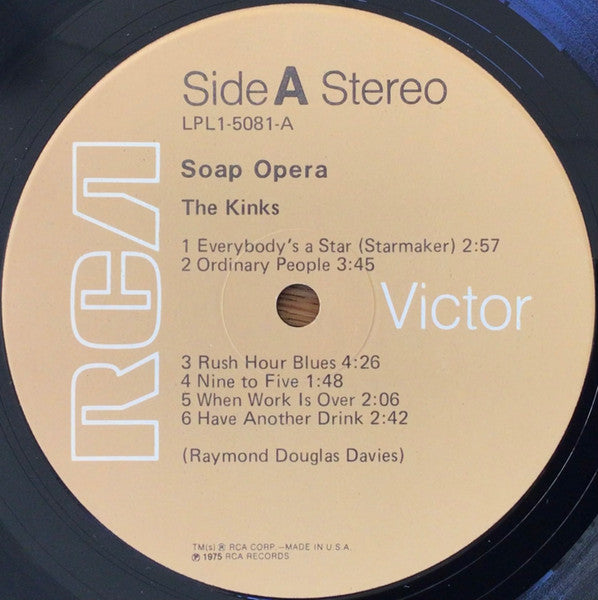 Side A Stereo
LPL1-5081-A
Soap Opera
The Kinks
1 Everybody's a Star (Starmaker) 2:57
2 Ordinary People 3:45
RCA
Victor
3 Rush Hour Blues 4:26
4 Nine to Five 1:48
5 When Work Is Over 2:06
6 Have Another Drink 2:42
(Raymond Douglas Davies)
TM(s) ® RCA CORP.—MADE IN U.S.A.
℗ 1975 RCA RECORDS